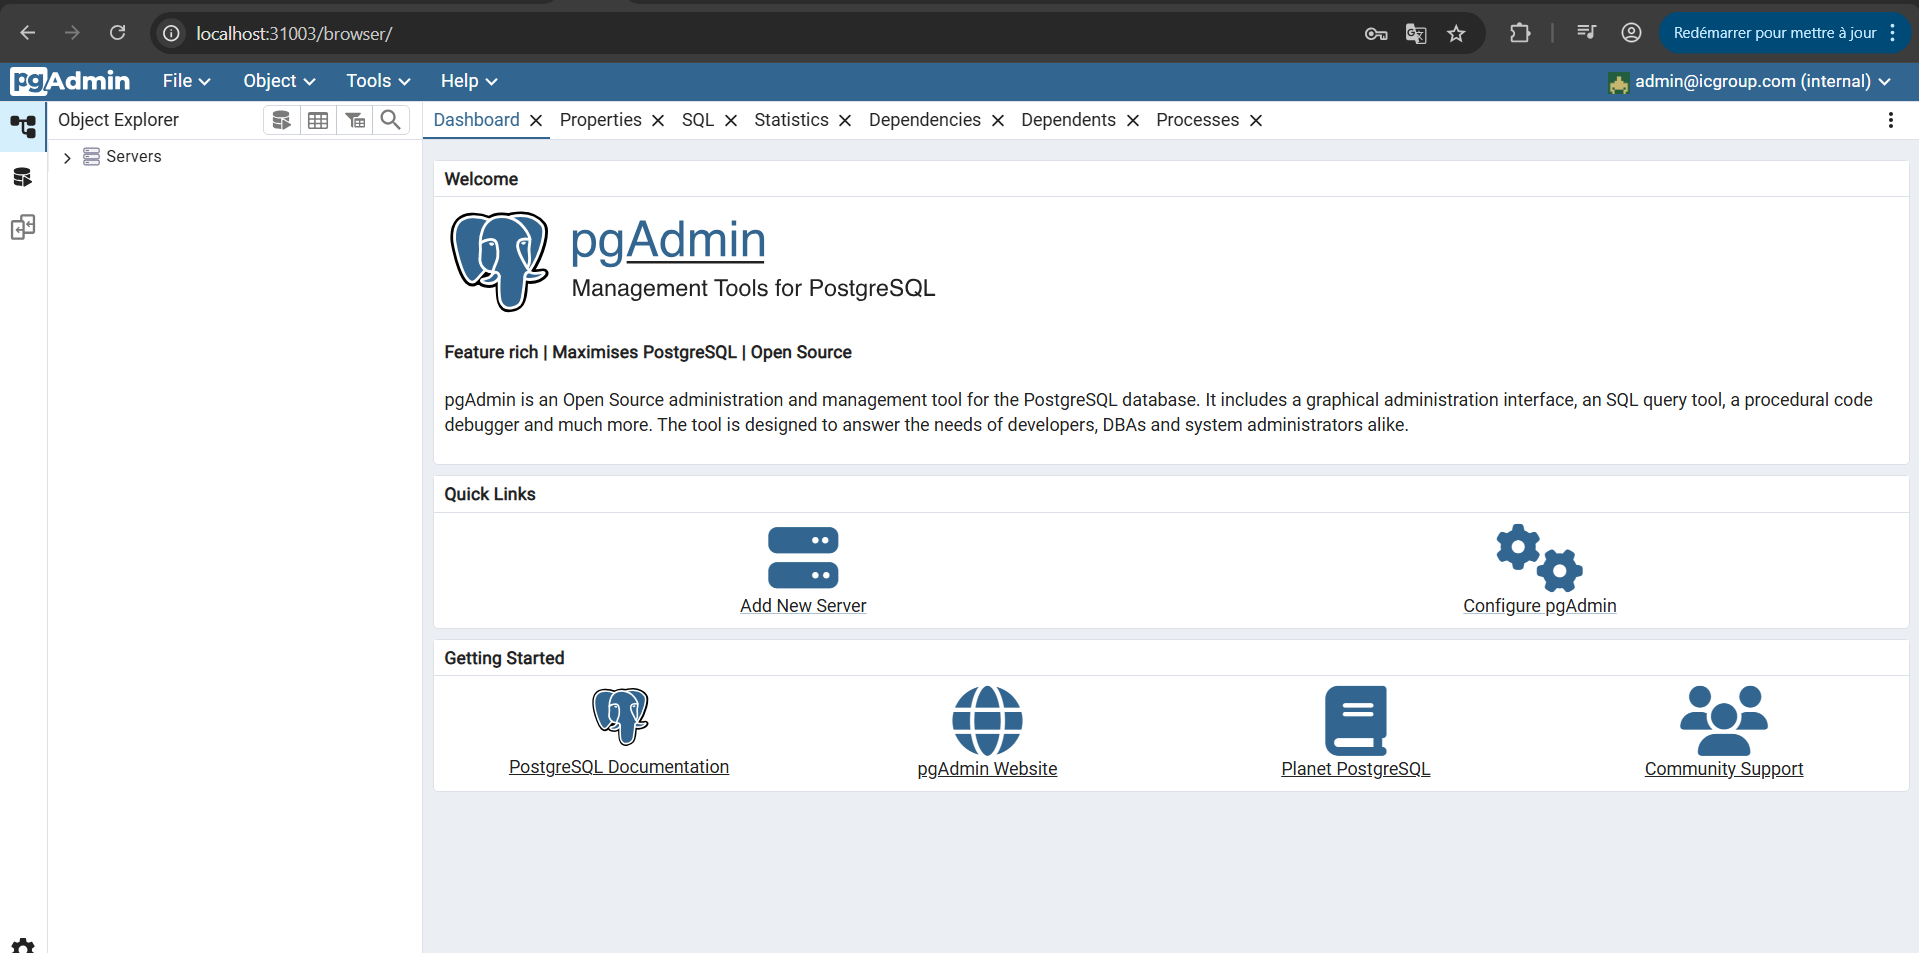 localhost:31003/browser/
Redémarrer pour mettre à jour
pgAdmin File Object Tools Help admin@icgroup.com (internal)
Object Explorer
Dashboard Properties SQL Statistics Dependencies Dependents Processes
Servers
Welcome
pgAdmin
Management Tools for PostgreSQL
Feature rich | Maximises PostgreSQL | Open Source
pgAdmin is an Open Source administration and management tool for the PostgreSQL database. It includes a graphical administration interface, an SQL query tool, a procedural code
debugger and much more. The tool is designed to answer the needs of developers, DBAs and system administrators alike.
Quick Links
Add New Server
Configure pgAdmin
Getting Started
PostgreSQL Documentation
pgAdmin Website
Planet PostgreSQL
Community Support